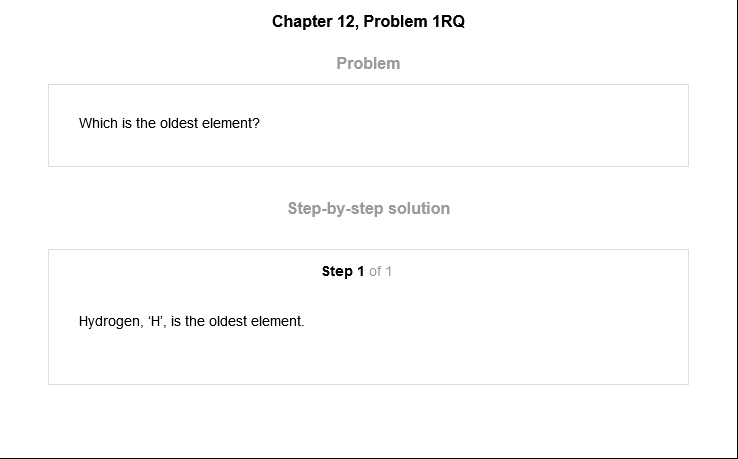 Chapter 12, Problem 1RQ
Problem
Which is the oldest element?
Step-by-step solution
Step 1 of 1
Hydrogen, ‘H’, is the oldest element.